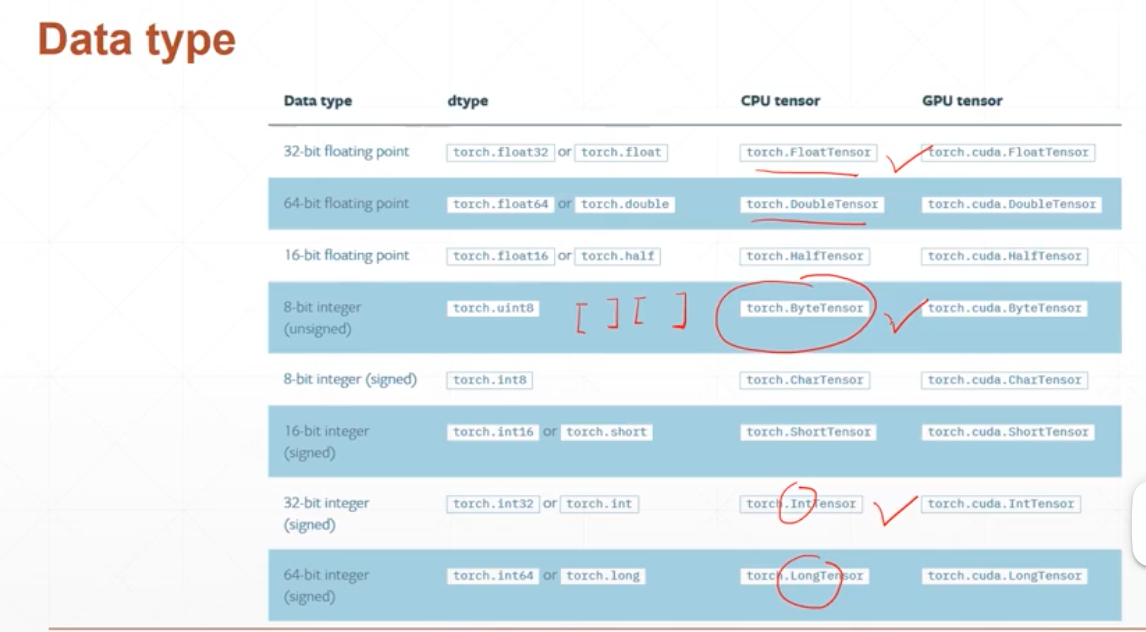 Data type
Data type dtype CPU tensor GPU tensor
32-bit floating point torch.float32 or torch.float torch.FloatTensor torch.cuda.FloatTensor
64-bit floating point torch.float64 or torch.double torch.DoubleTensor torch.cuda.DoubleTensor
16-bit floating point torch.float16 or torch.half torch.HalfTensor torch.cuda.HalfTensor
8-bit integer torch.uint8 [ ] [ ] torch.ByteTensor torch.cuda.ByteTensor
(unsigned)
8-bit integer (signed) torch.int8 torch.CharTensor torch.cuda.CharTensor
16-bit integer torch.int16 or torch.short torch.ShortTensor torch.cuda.ShortTensor
(signed)
32-bit integer torch.int32 or torch.int torch.IntTensor torch.cuda.IntTensor
(signed)
64-bit integer torch.int64 or torch.long torch.LongTensor torch.cuda.LongTensor
(signed)